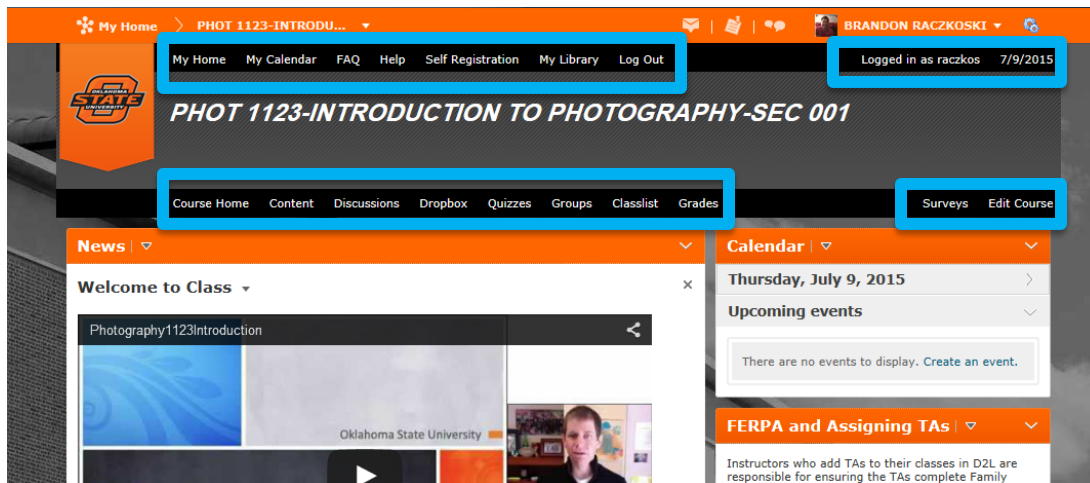 My Home PHOT 1123-INTRODU... BRANDON RACZKOSKI
My Home My Calendar FAQ Help Self Registration My Library Log Out Logged in as raczkos 7/9/2015
OKLAHOMA
STATE
UNIVERSITY
PHOT 1123-INTRODUCTION TO PHOTOGRAPHY-SEC 001
Course Home Content Discussions Dropbox Quizzes Groups Classlist Grades Surveys Edit Course
News
Welcome to Class
Photography1123Introduction
Oklahoma State University
Calendar
Thursday, July 9, 2015
Upcoming events
There are no events to display. Create an event.
FERPA and Assigning TAs
Instructors who add TAs to their classes in D2L are
responsible for ensuring the TAs complete Family